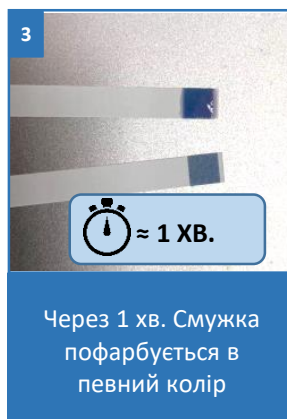 3
≈ 1 ХВ.
Через 1 хв. Смужка
пофарбується в
певний колір